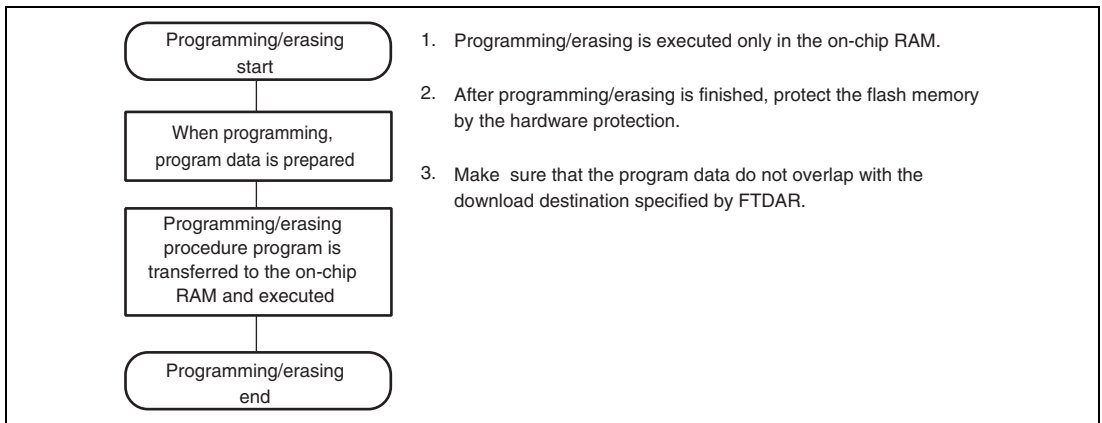 Programming/erasing
start
When programming,
program data is prepared
Programming/erasing
procedure program is
transferred to the on-chip
RAM and executed
Programming/erasing
end
1. Programming/erasing is executed only in the on-chip RAM.
2. After programming/erasing is finished, protect the flash memory
by the hardware protection.
3. Make sure that the program data do not overlap with the
download destination specified by FTDAR.